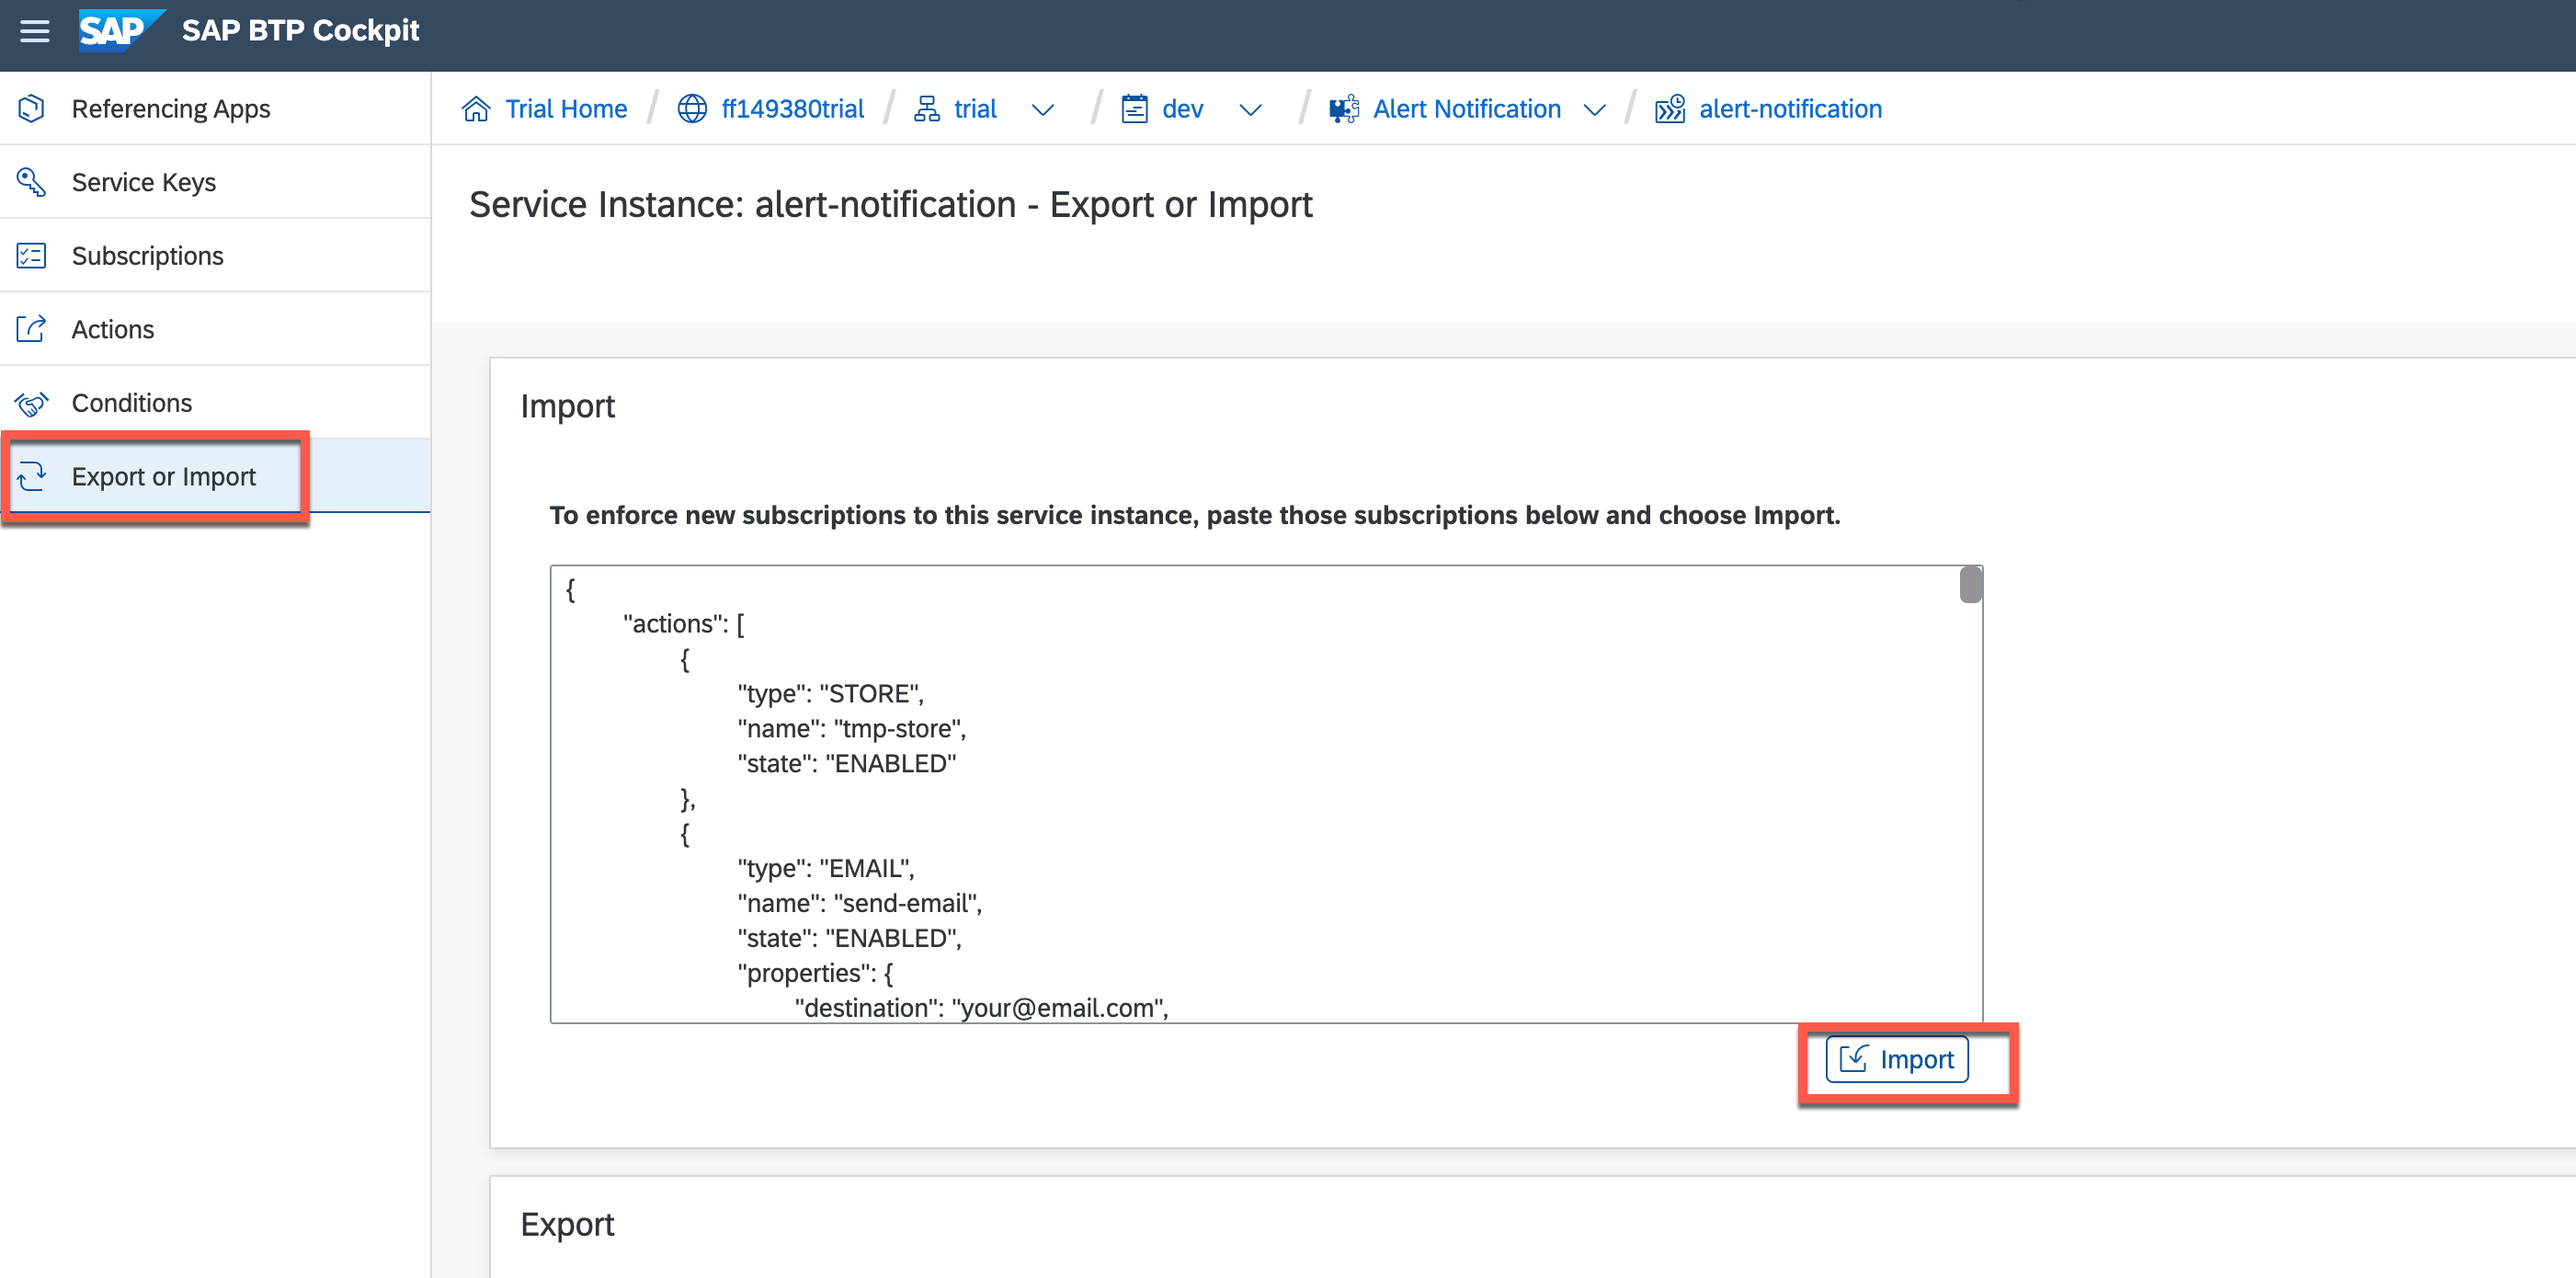 SAP SAP BTP Cockpit
Referencing Apps
Service Keys
Subscriptions
Actions
Conditions
Export or Import
Trial Home / ff149380trial / trial / dev / Alert Notification / alert-notification
Service Instance: alert-notification - Export or Import
Import
To enforce new subscriptions to this service instance, paste those subscriptions below and choose Import.
{
"actions": [
{
"type": "STORE",
"name": "tmp-store",
"state": "ENABLED"
},
{
"type": "EMAIL",
"name": "send-email",
"state": "ENABLED",
"properties": {
"destination": "your@email.com",
Import
Export